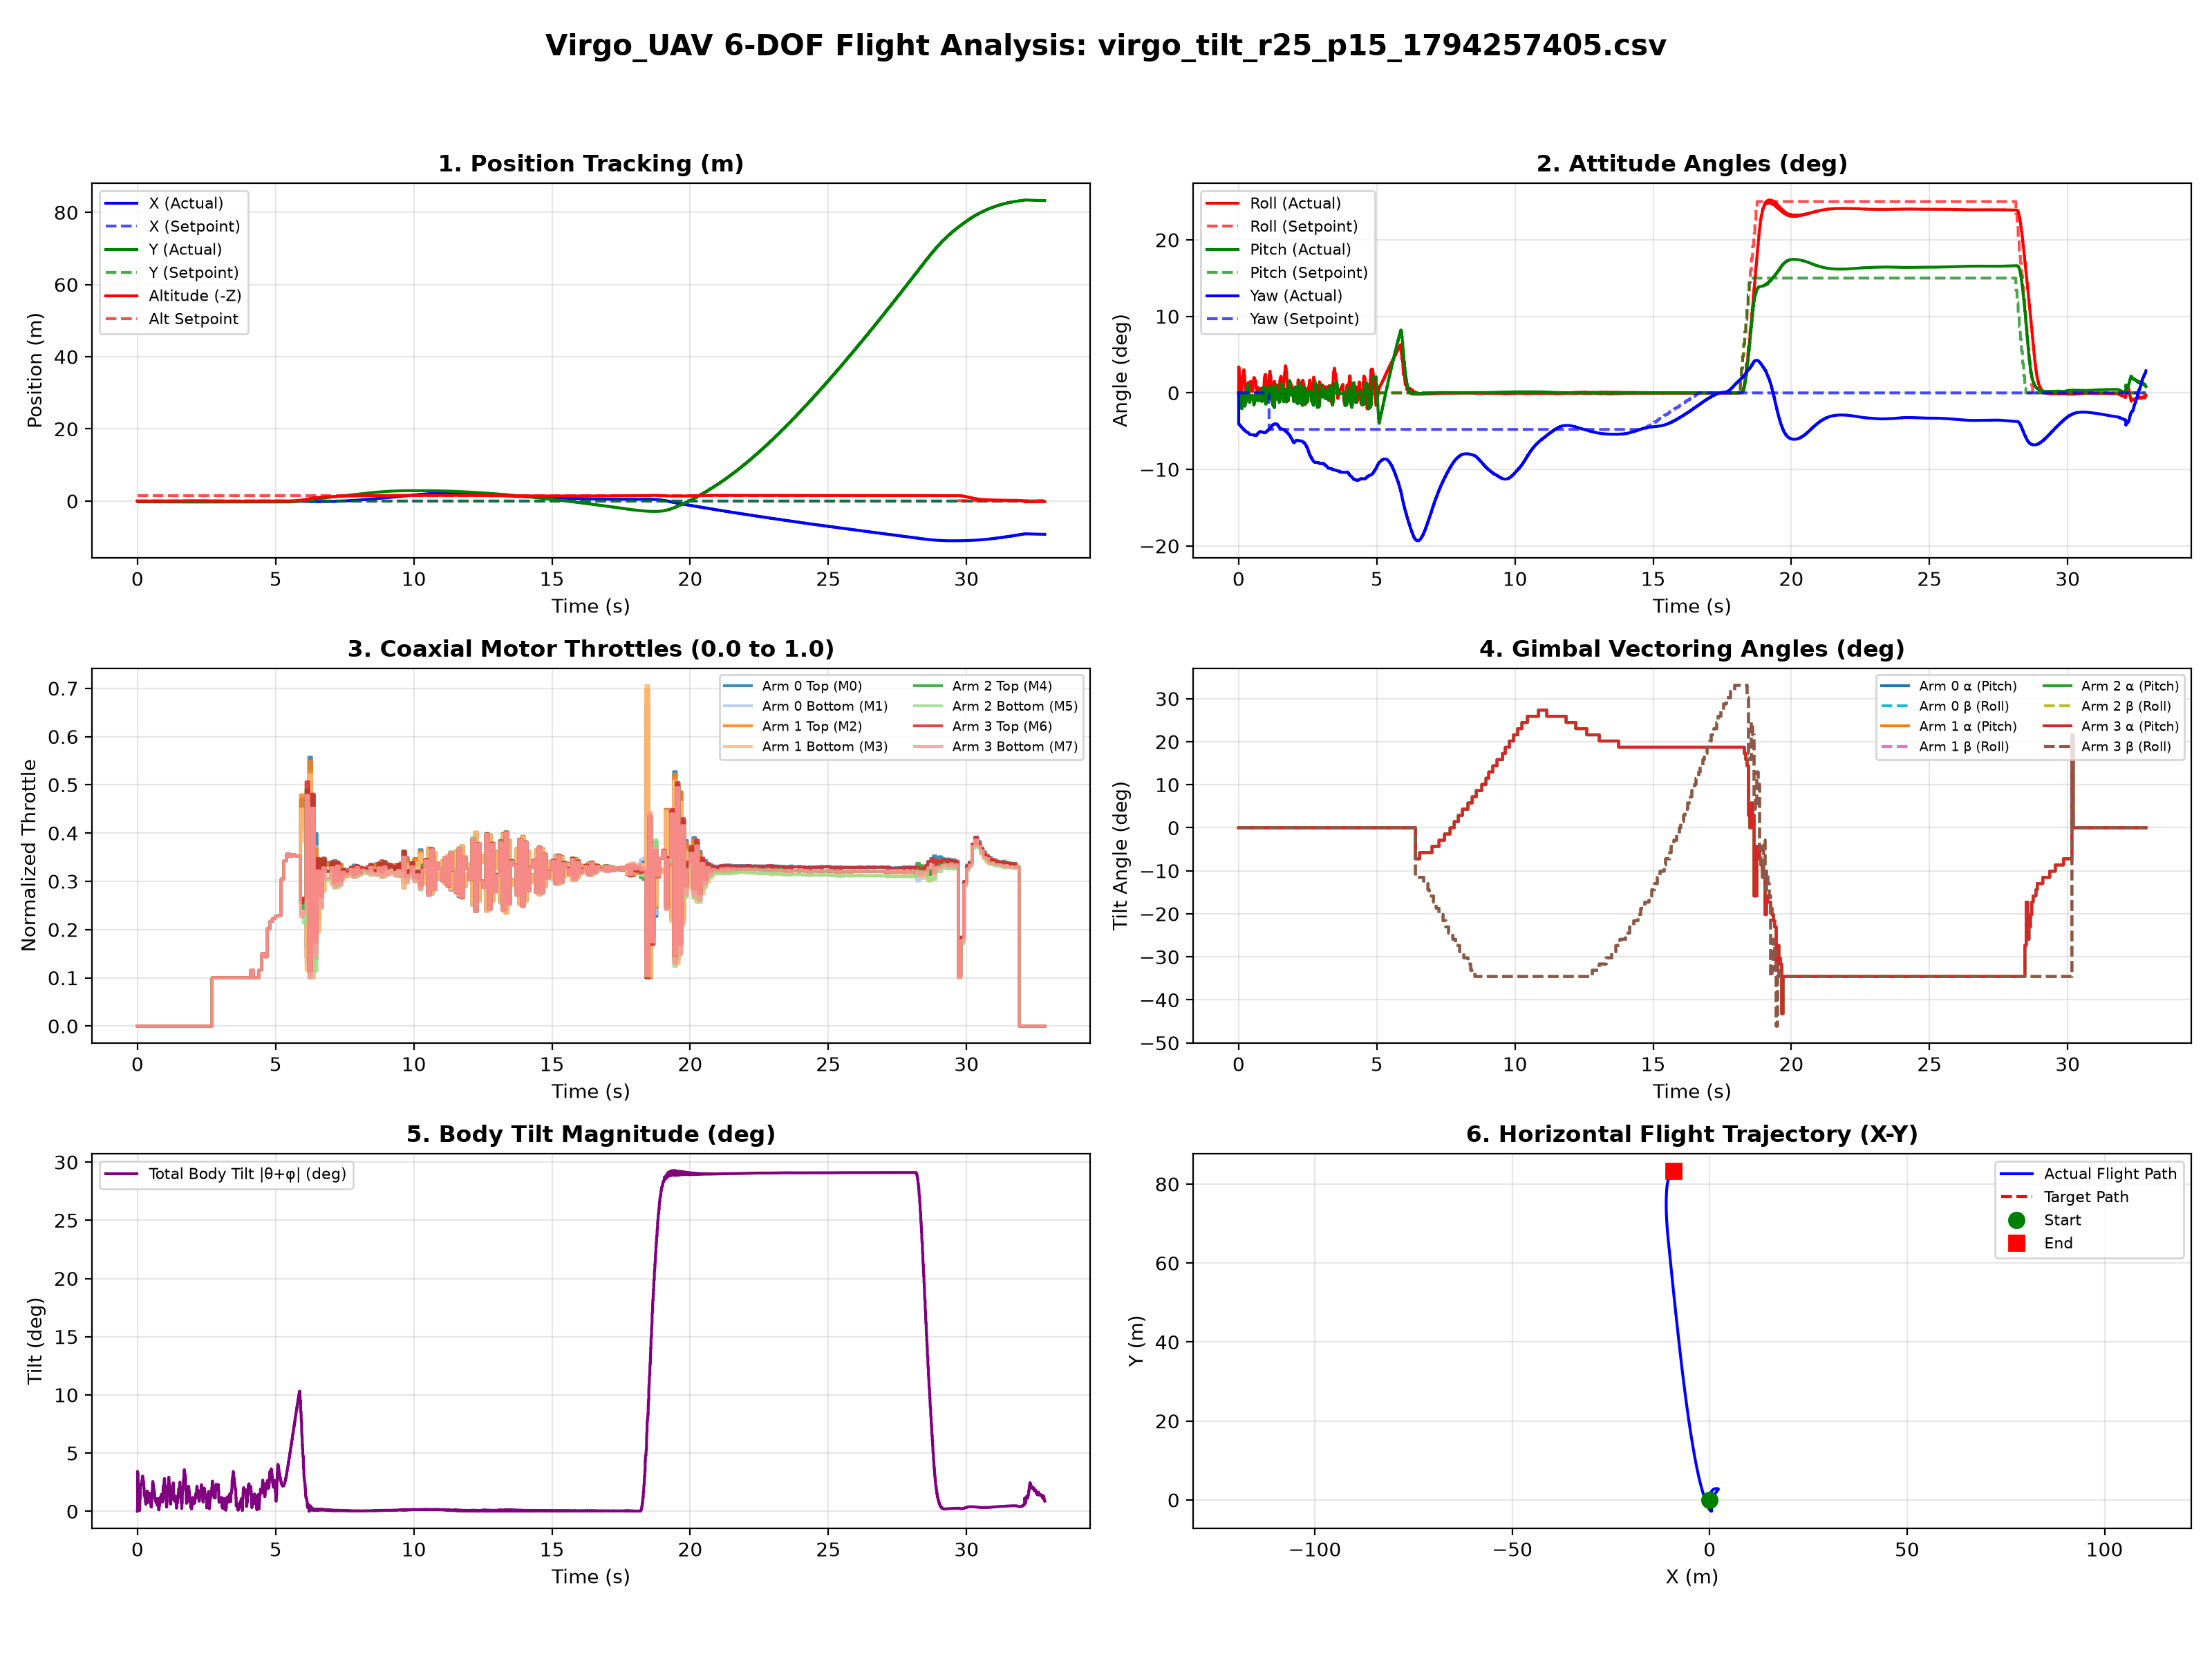 Virgo_UAV 6-DOF Flight Analysis: virgo_tilt_r25_p15_1794257405.csv
1. Position Tracking (m)
X (Actual)
X (Setpoint)
Y (Actual)
Y (Setpoint)
Altitude (-Z)
Alt Setpoint
Position (m)
80
60
40
20
0
0 5 10 15 20 25 30
Time (s)
2. Attitude Angles (deg)
Roll (Actual)
Roll (Setpoint)
Pitch (Actual)
Pitch (Setpoint)
Yaw (Actual)
Yaw (Setpoint)
Angle (deg)
20
10
0
−10
−20
0 5 10 15 20 25 30
Time (s)
3. Coaxial Motor Throttles (0.0 to 1.0)
Arm 0 Top (M0) Arm 2 Top (M4)
Arm 0 Bottom (M1) Arm 2 Bottom (M5)
Arm 1 Top (M2) Arm 3 Top (M6)
Arm 1 Bottom (M3) Arm 3 Bottom (M7)
Normalized Throttle
0.7
0.6
0.5
0.4
0.3
0.2
0.1
0.0
0 5 10 15 20 25 30
Time (s)
4. Gimbal Vectoring Angles (deg)
Arm 0 α (Pitch) Arm 2 α (Pitch)
Arm 0 β (Roll) Arm 2 β (Roll)
Arm 1 α (Pitch) Arm 3 α (Pitch)
Arm 1 β (Roll) Arm 3 β (Roll)
Tilt Angle (deg)
30
20
10
0
−10
−20
−30
−40
−50
0 5 10 15 20 25 30
Time (s)
5. Body Tilt Magnitude (deg)
Total Body Tilt |θ+φ| (deg)
Tilt (deg)
30
25
20
15
10
5
0
0 5 10 15 20 25 30
Time (s)
6. Horizontal Flight Trajectory (X-Y)
Actual Flight Path
Target Path
Start
End
Y (m)
80
60
40
20
0
−100 −50 0 50 100
X (m)